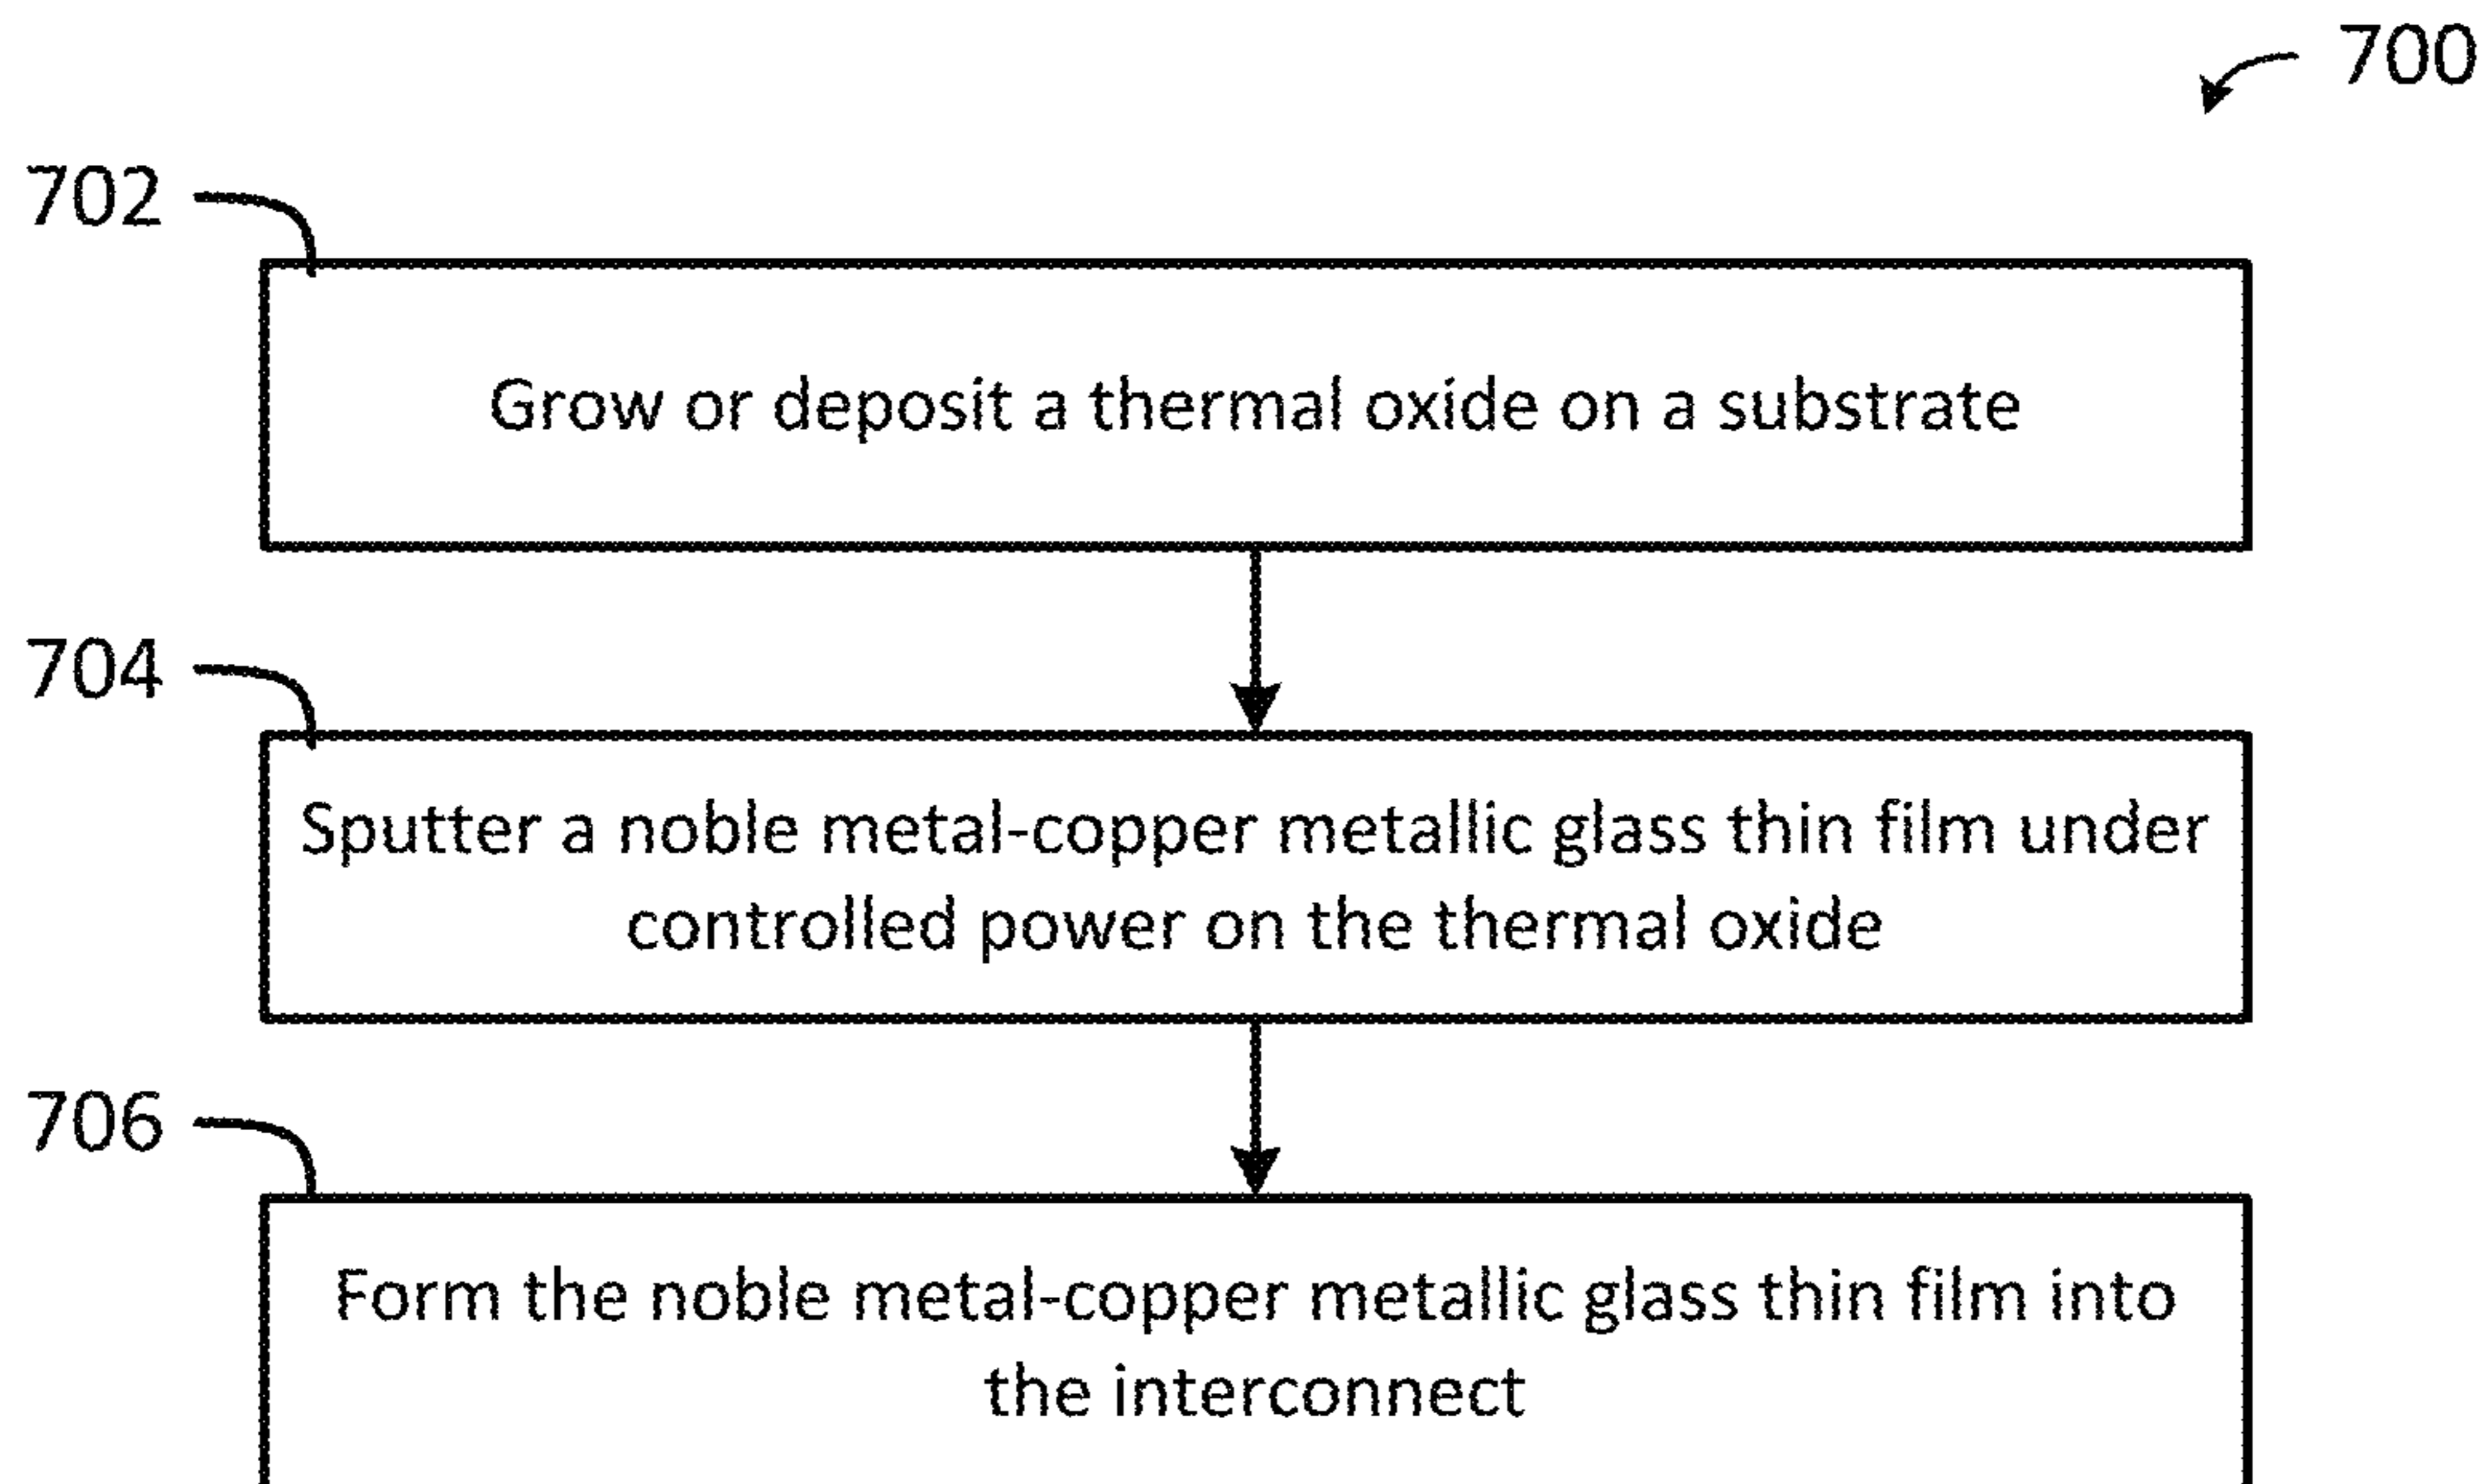 700
702
Grow or deposit a thermal oxide on a substrate
704
Sputter a noble metal-copper metallic glass thin film under
controlled power on the thermal oxide
706
Form the noble metal-copper metallic glass thin film into
the interconnect